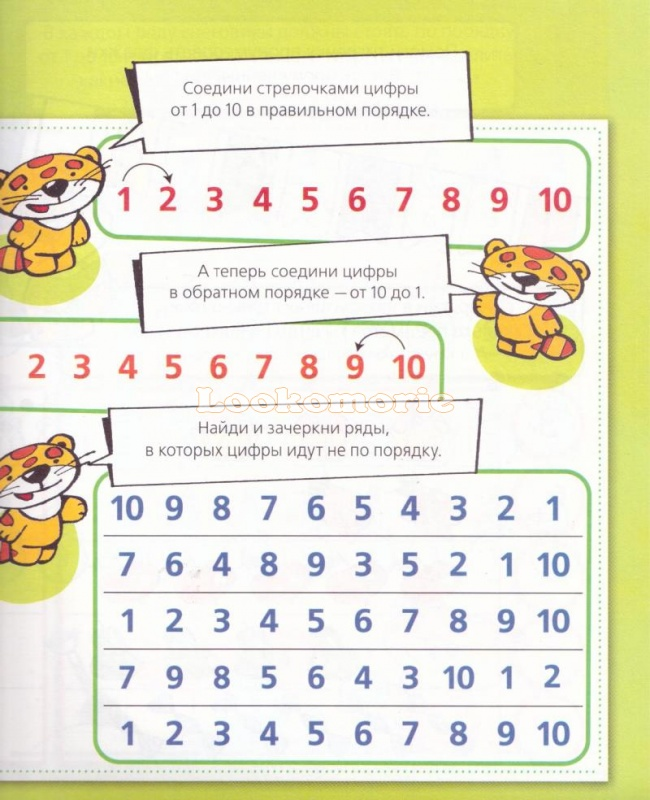 Соедини стрелочками цифры
от 1 до 10 в правильном порядке.
1 2 3 4 5 6 7 8 9 10
А теперь соедини цифры
в обратном порядке — от 10 до 1.
2 3 4 5 6 7 8 9 10
Lookomorie
Найди и зачеркни ряды,
в которых цифры идут не по порядку.
10 9 8 7 6 5 4 3 2 1
7 6 4 8 9 3 5 2 1 10
1 2 3 4 5 6 7 8 9 10
7 9 8 5 6 4 3 10 1 2
1 2 3 4 5 6 7 8 9 10